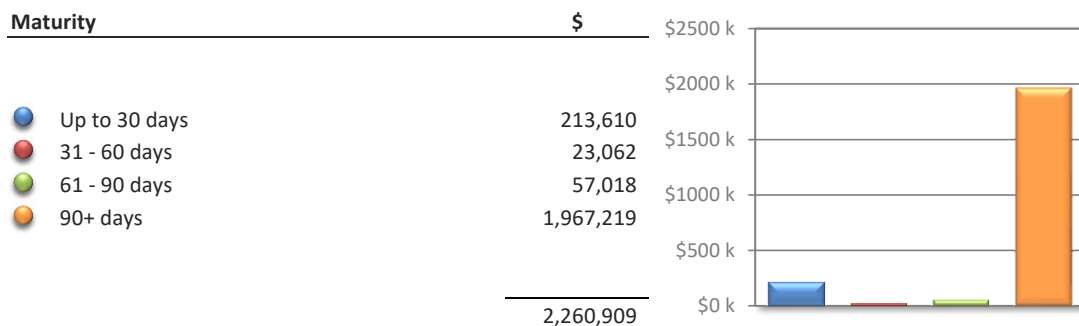 Maturity $
Up to 30 days 213,610
31 - 60 days 23,062
61 - 90 days 57,018
90+ days 1,967,219
2,260,909
$2500 k
$2000 k
$1500 k
$1000 k
$500 k
$0 k